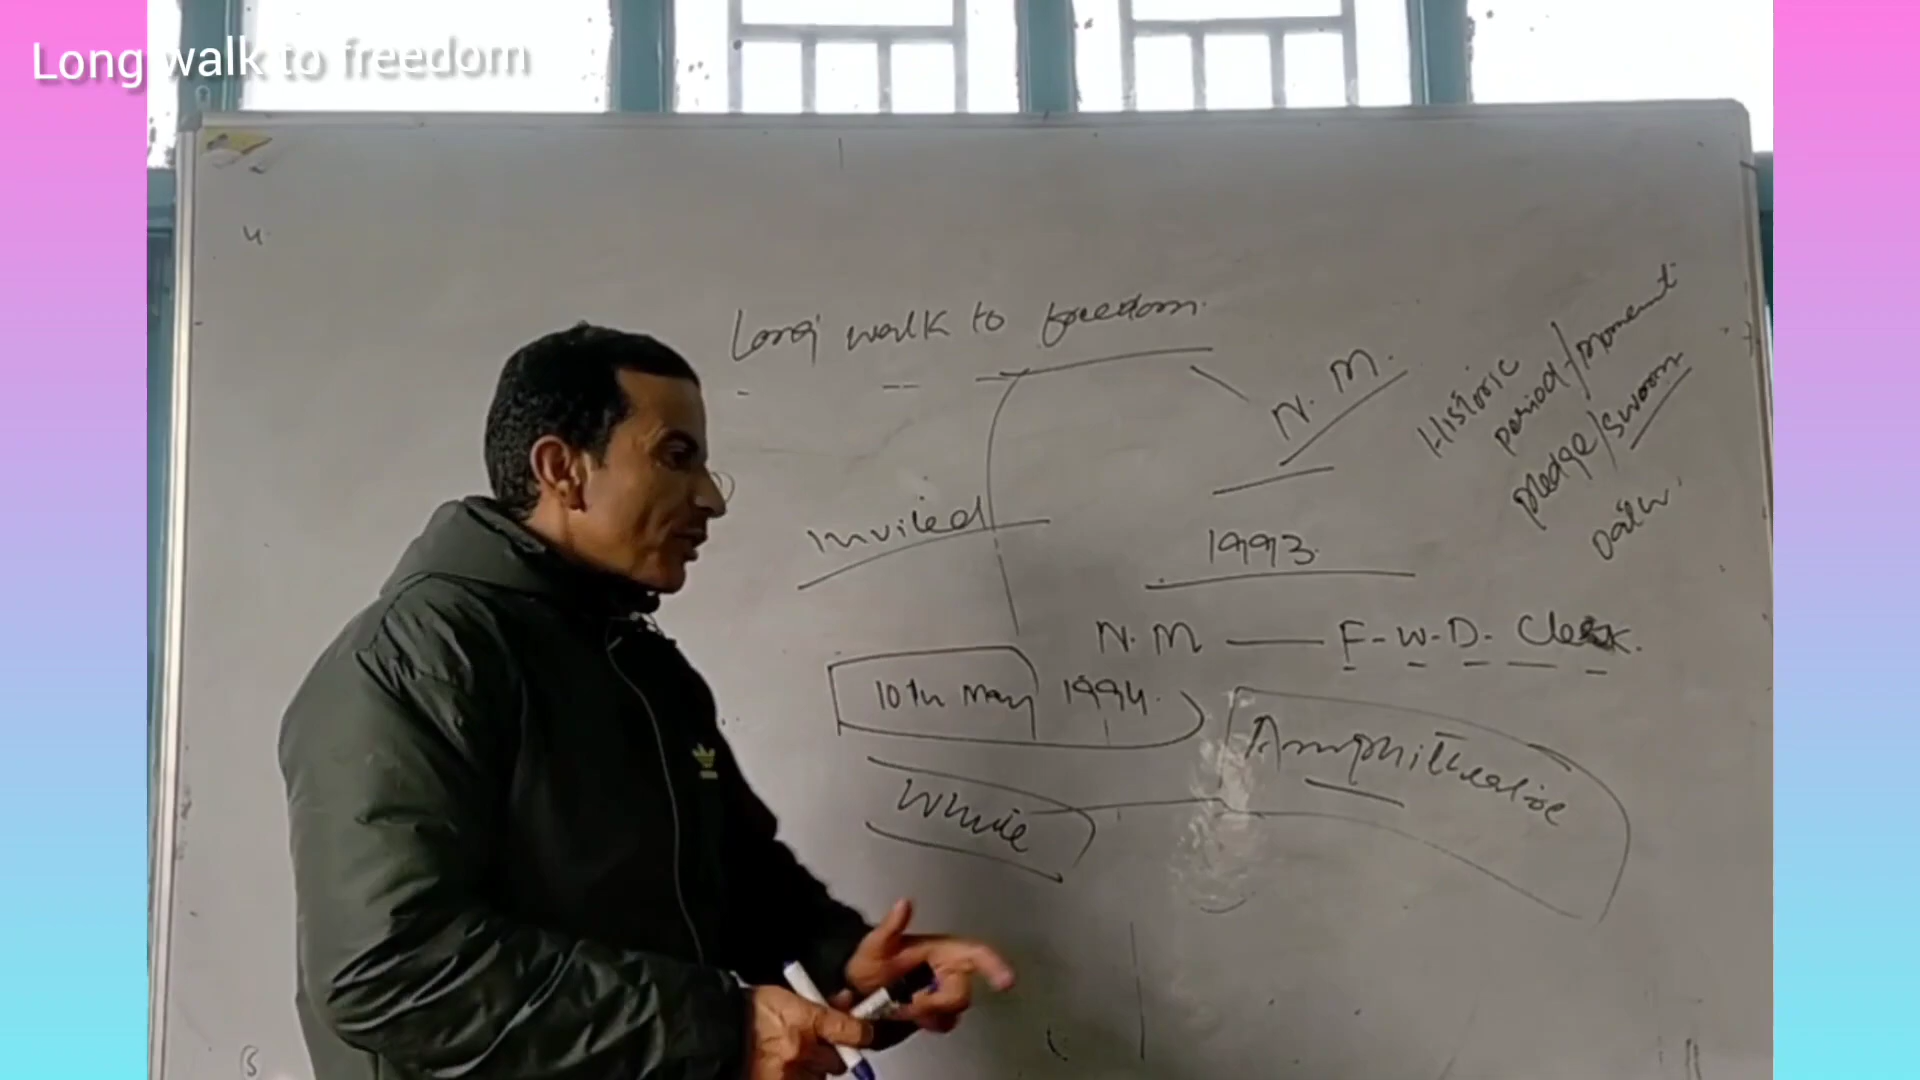 Long walk to freedom
4.
Long walk to freedom.
N. M.
Historic
period/moment
pledge/sworn
Oath.
Invited
1993.
N. M — F-W-D- Clerk.
10th May 1994.
Amphitheatre
White
B